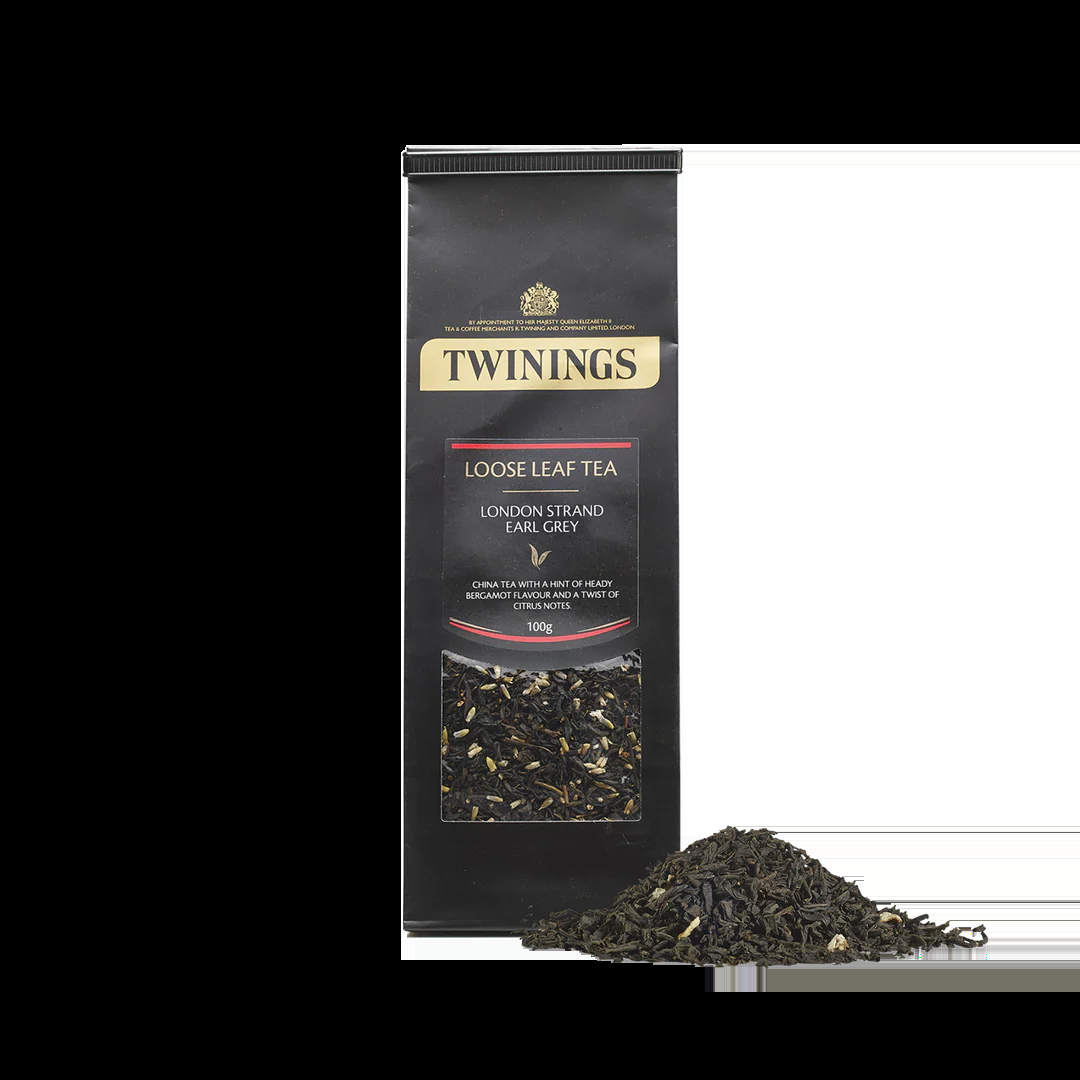 BY APPOINTMENT TO HER MAJESTY QUEEN ELIZABETH II
TEA & COFFEE MERCHANTS R. TWINING AND COMPANY LIMITED. LONDON
TWININGS
LOOSE LEAF TEA
LONDON STRAND
EARL GREY
CHINA TEA WITH A HINT OF HEADY
BERGAMOT FLAVOUR AND A TWIST OF
CITRUS NOTES.
100g